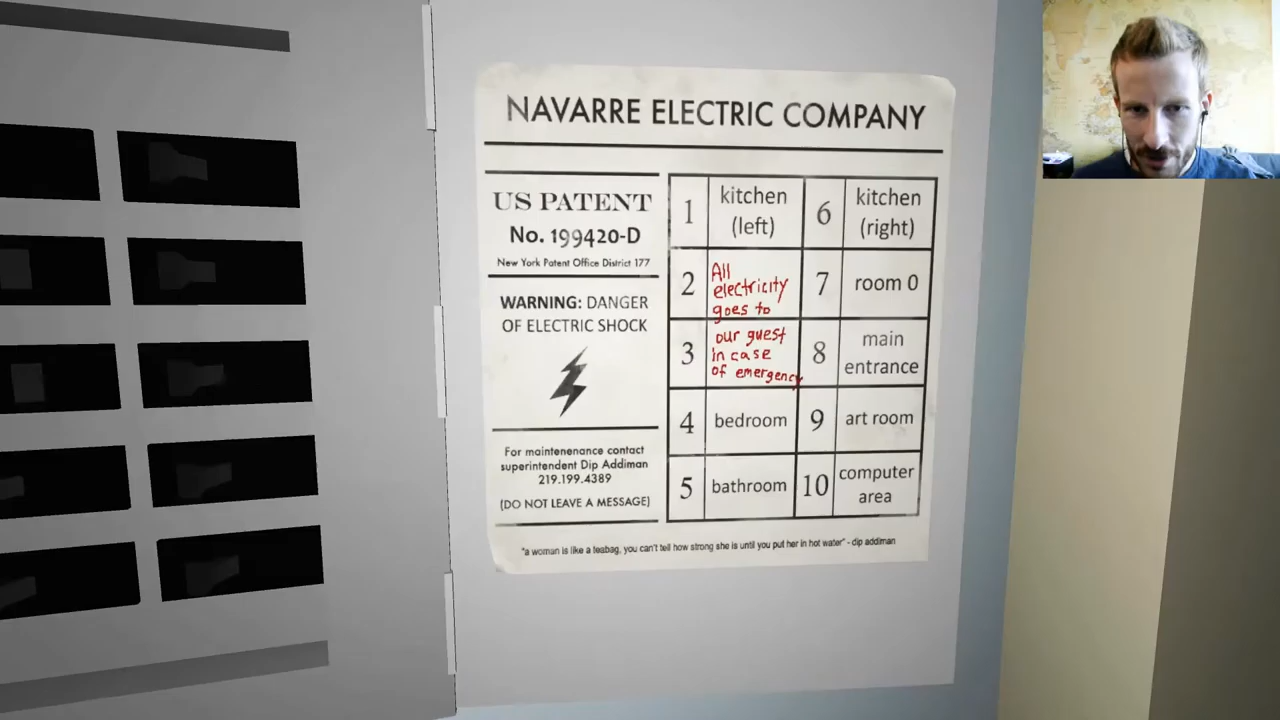 NAVARRE ELECTRIC COMPANY
US PATENT
No. 199420-D
New York Patent Office District 177
WARNING: DANGER
OF ELECTRIC SHOCK
For maintenenance contact
superintendent Dip Addiman
219.199.4389
(DO NOT LEAVE A MESSAGE)
1 kitchen (left)
2 All electricity goes to
3 our guest in case of emergency
4 bedroom
5 bathroom
6 kitchen (right)
7 room 0
8 main entrance
9 art room
10 computer area
"a woman is like a teabag, you can't tell how strong she is until you put her in hot water" - dip addiman